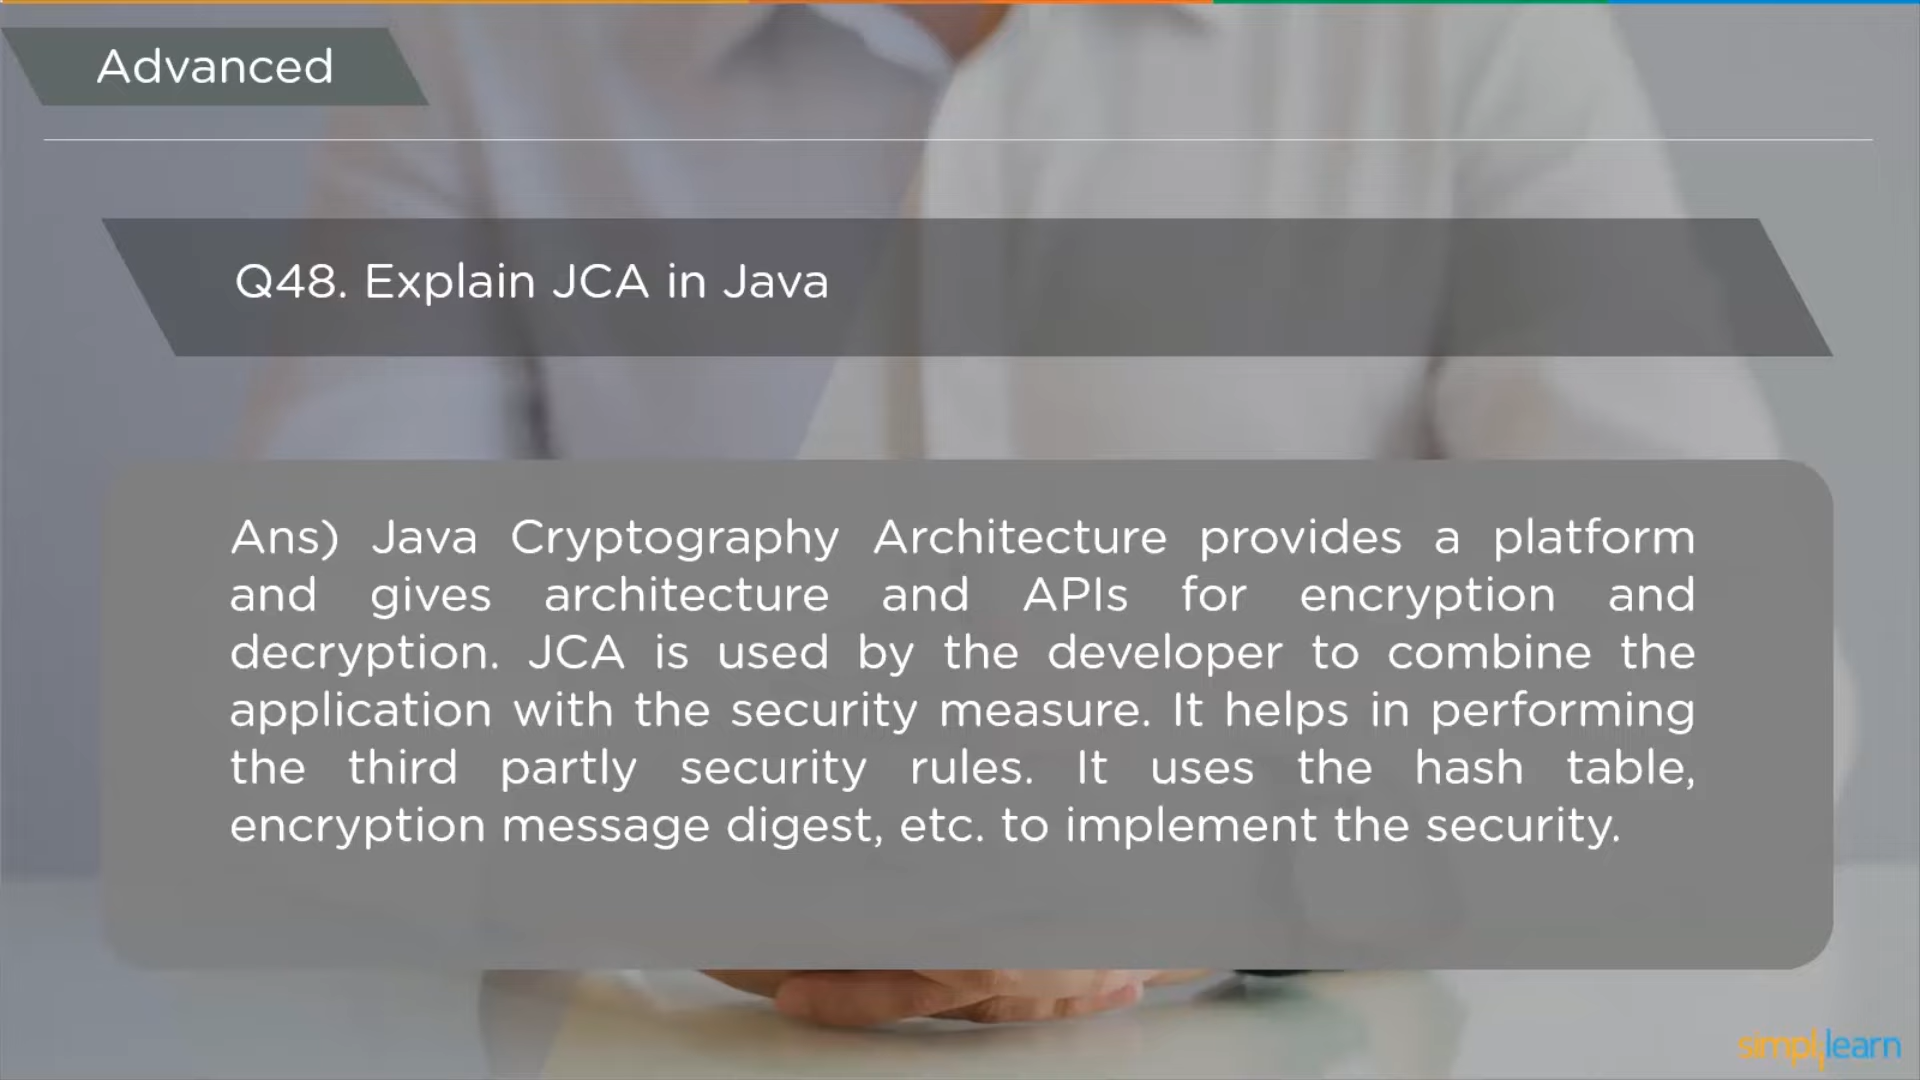 Advanced
Q48. Explain JCA in Java
Ans) Java Cryptography Architecture provides a platform
and gives architecture and APIs for encryption and
decryption. JCA is used by the developer to combine the
application with the security measure. It helps in performing
the third partly security rules. It uses the hash table,
encryption message digest, etc. to implement the security.
simplilearn